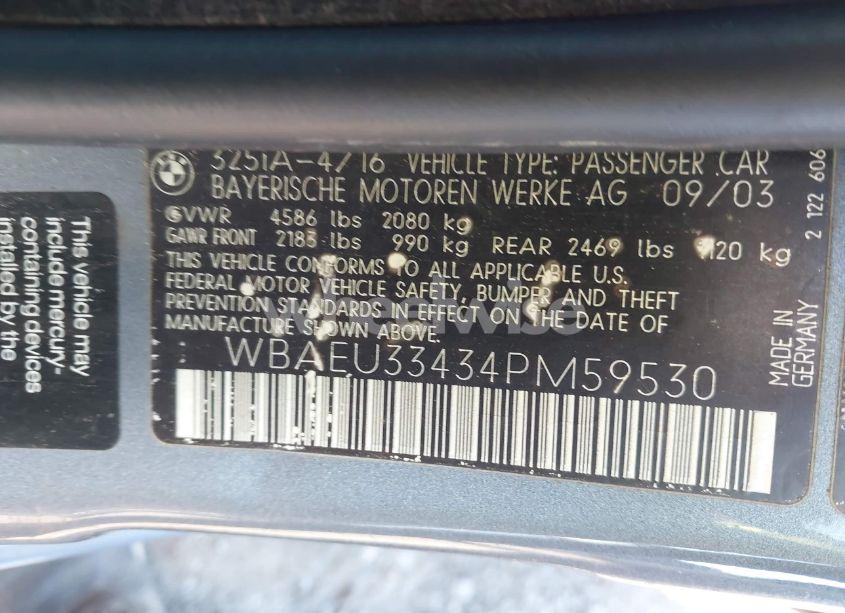 325iA-4/16 VEHICLE TYPE: PASSENGER CAR
BAYERISCHE MOTOREN WERKE AG 09/03
GVWR 4586 lbs 2080 kg
GAWR FRONT 2183 lbs 990 kg REAR 2469 lbs 1120 kg
THIS VEHICLE CONFORMS TO ALL APPLICABLE U.S.
FEDERAL MOTOR VEHICLE SAFETY, BUMPER AND THEFT
PREVENTION STANDARDS IN EFFECT ON THE DATE OF
MANUFACTURE SHOWN ABOVE.
WBAEU33434PM59530
MADE IN
GERMANY
2 122 606
This vehicle may
include mercury-
containing devices
installed by the